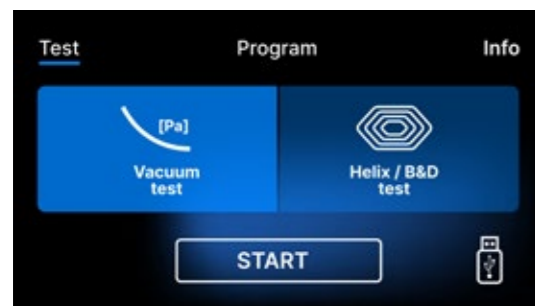 Test Program Info
[Pa]
Vacuum
test
Helix / B&D
test
START